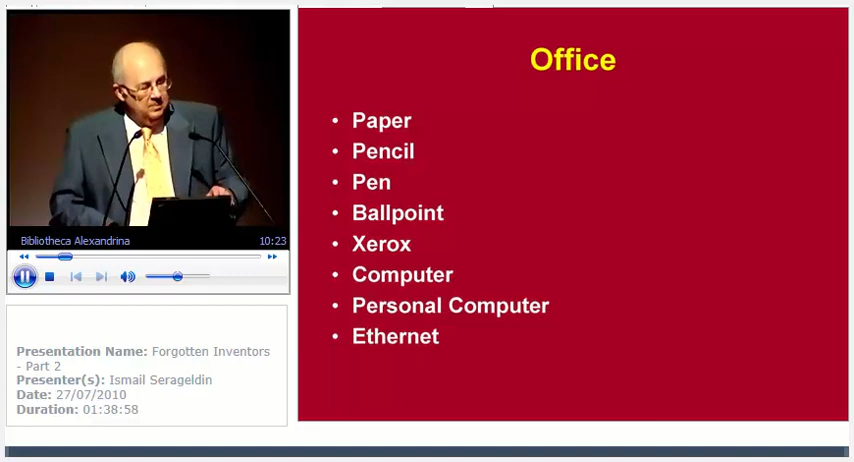 Bibliotheca Alexandrina 10:23
Presentation Name: Forgotten Inventors
- Part 2
Presenter(s): Ismail Serageldin
Date: 27/07/2010
Duration: 01:38:58
Office
• Paper
• Pencil
• Pen
• Ballpoint
• Xerox
• Computer
• Personal Computer
• Ethernet